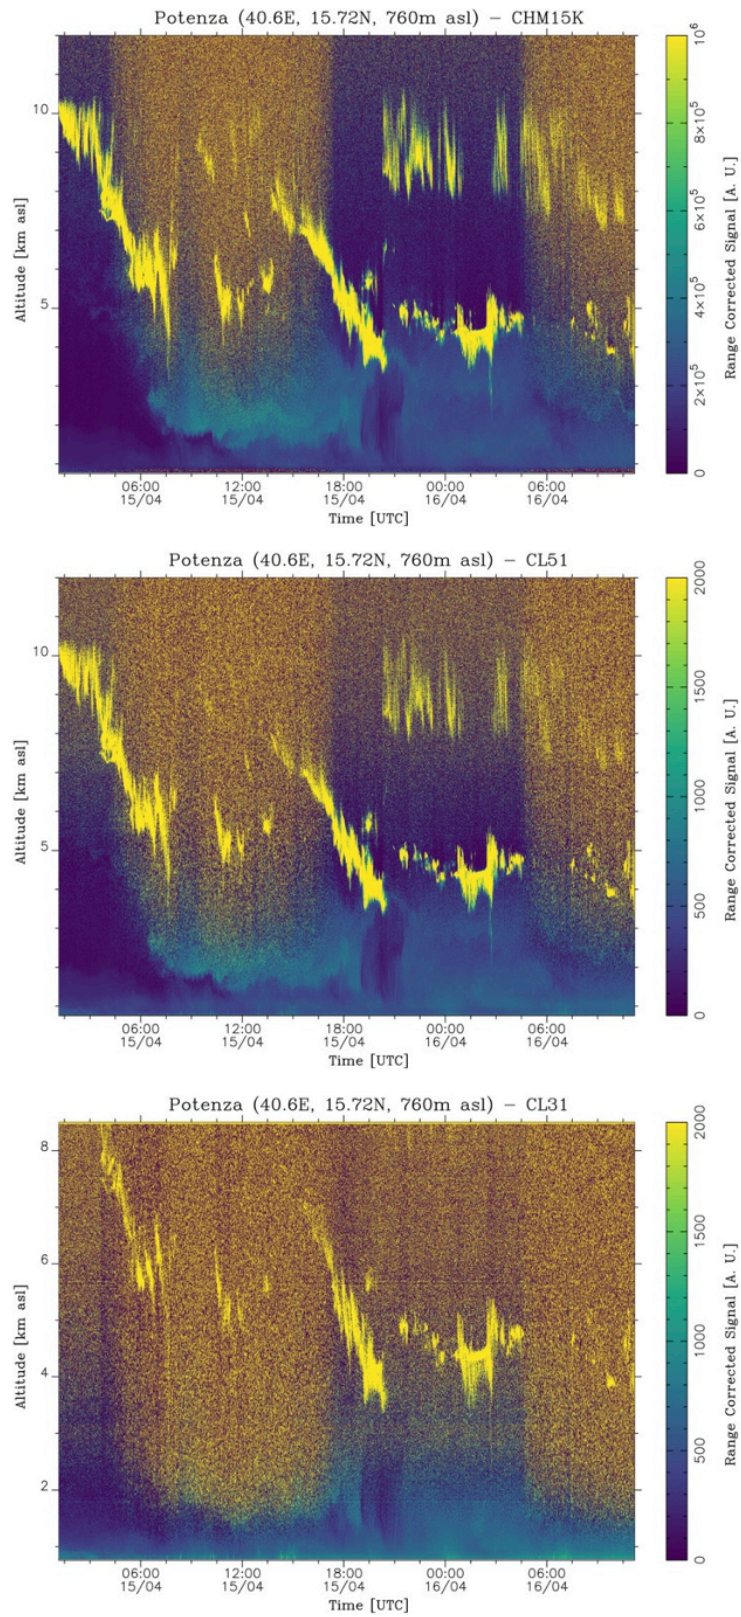 Potenza (40.6E, 15.72N, 760m asl) – CHM15K
Altitude [km asl]
10
5
06:00 12:00 18:00 00:00 06:00
15/04 15/04 15/04 16/04 16/04
Time [UTC]
10⁶
8×10⁵
6×10⁵
4×10⁵
2×10⁵
0
Range Corrected Signal [A. U.]
Potenza (40.6E, 15.72N, 760m asl) – CL51
Altitude [km asl]
10
5
06:00 12:00 18:00 00:00 06:00
15/04 15/04 15/04 16/04 16/04
Time [UTC]
2000
1500
1000
500
0
Range Corrected Signal [A. U.]
Potenza (40.6E, 15.72N, 760m asl) – CL31
Altitude [km asl]
8
6
4
2
06:00 12:00 18:00 00:00 06:00
15/04 15/04 15/04 16/04 16/04
Time [UTC]
2000
1500
1000
500
0
Range Corrected Signal [A. U.]